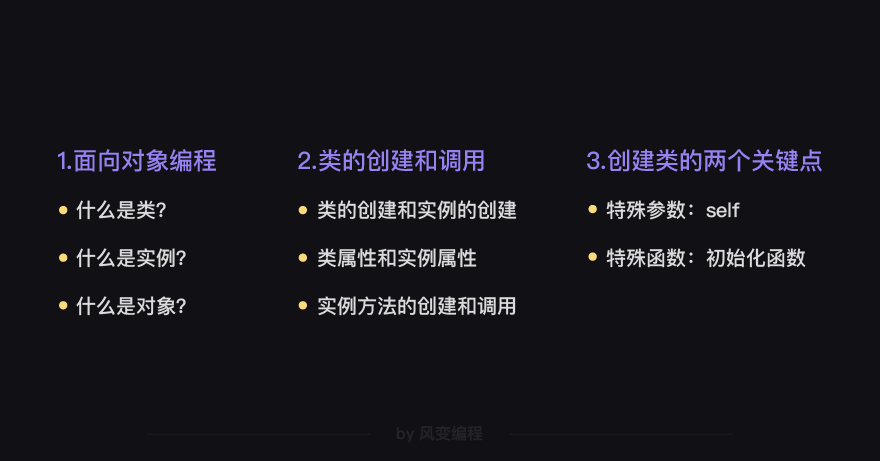 1.面向对象编程
什么是类?
什么是实例?
什么是对象?
2.类的创建和调用
类的创建和实例的创建
类属性和实例属性
实例方法的创建和调用
3.创建类的两个关键点
特殊参数：self
特殊函数：初始化函数
by 风变编程